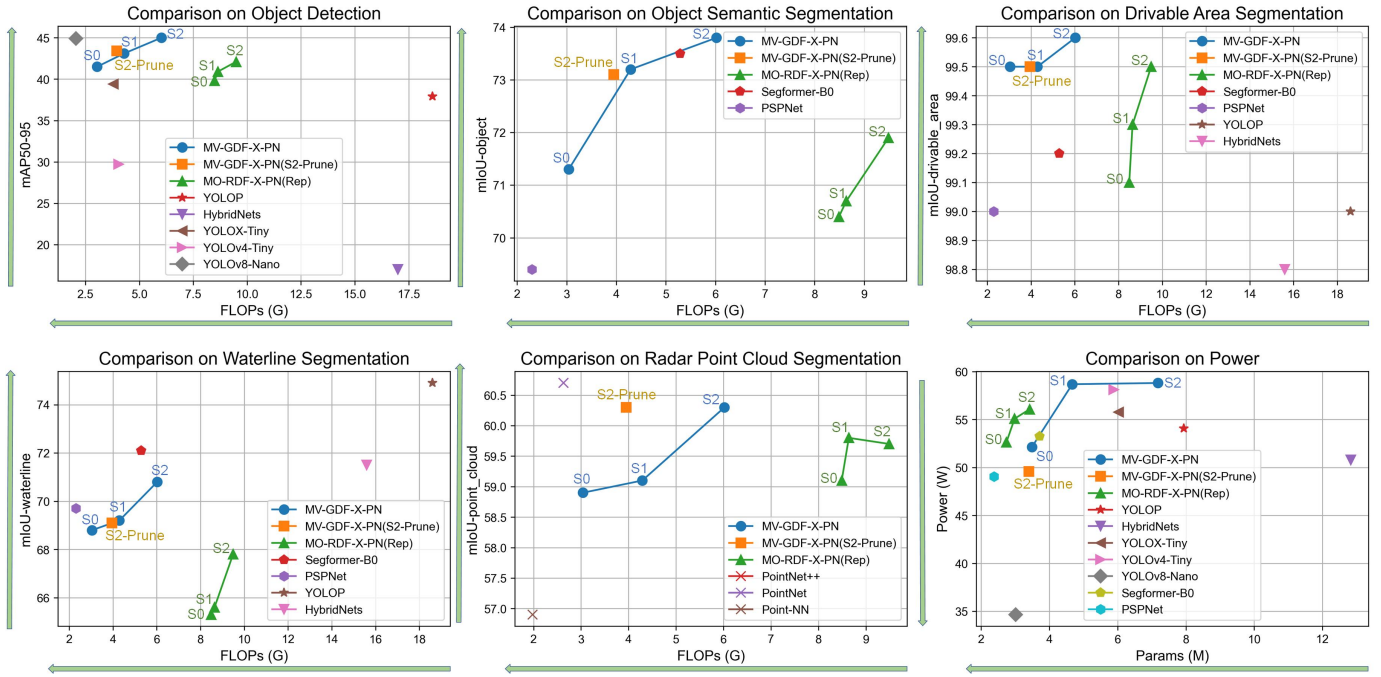 Comparison on Object Detection
45
40
35
30
25
20
mAP50-95
2.5
5.0
7.5
10.0
12.5
15.0
17.5
FLOPs (G)
S0
S1
S2
S2-Prune
S0
S1
S2
MV-GDF-X-PN
MV-GDF-X-PN(S2-Prune)
MO-RDF-X-PN(Rep)
YOLOP
HybridNets
YOLOX-Tiny
YOLOv4-Tiny
YOLOv8-Nano
Comparison on Object Semantic Segmentation
74
73
72
71
70
mIoU-object
2
3
4
5
6
7
8
9
FLOPs (G)
S0
S1
S2
S2-Prune
S0
S1
S2
MV-GDF-X-PN
MV-GDF-X-PN(S2-Prune)
MO-RDF-X-PN(Rep)
Segformer-B0
PSPNet
Comparison on Drivable Area Segmentation
99.6
99.5
99.4
99.3
99.2
99.1
99.0
98.9
98.8
mIoU-drivable_area
2
4
6
8
10
12
14
16
18
FLOPs (G)
S0
S1
S2
S2-Prune
S0
S1
S2
MV-GDF-X-PN
MV-GDF-X-PN(S2-Prune)
MO-RDF-X-PN(Rep)
Segformer-B0
PSPNet
YOLOP
HybridNets
Comparison on Waterline Segmentation
74
72
70
68
66
mIoU-waterline
2
4
6
8
10
12
14
16
18
FLOPs (G)
S0
S1
S2
S2-Prune
S0
S1
S2
MV-GDF-X-PN
MV-GDF-X-PN(S2-Prune)
MO-RDF-X-PN(Rep)
Segformer-B0
PSPNet
YOLOP
HybridNets
Comparison on Radar Point Cloud Segmentation
60.5
60.0
59.5
59.0
58.5
58.0
57.5
57.0
mIoU-point_cloud
2
3
4
5
6
7
8
9
FLOPs (G)
S0
S1
S2
S2-Prune
S0
S1
S2
MV-GDF-X-PN
MV-GDF-X-PN(S2-Prune)
MO-RDF-X-PN(Rep)
PointNet++
PointNet
Point-NN
Comparison on Power
60
55
50
45
40
35
Power (W)
2
4
6
8
10
12
Params (M)
S0
S1
S2
S2-Prune
S0
S1
S2
MV-GDF-X-PN
MV-GDF-X-PN(S2-Prune)
MO-RDF-X-PN(Rep)
YOLOP
HybridNets
YOLOX-Tiny
YOLOv4-Tiny
YOLOv8-Nano
Segformer-B0
PSPNet